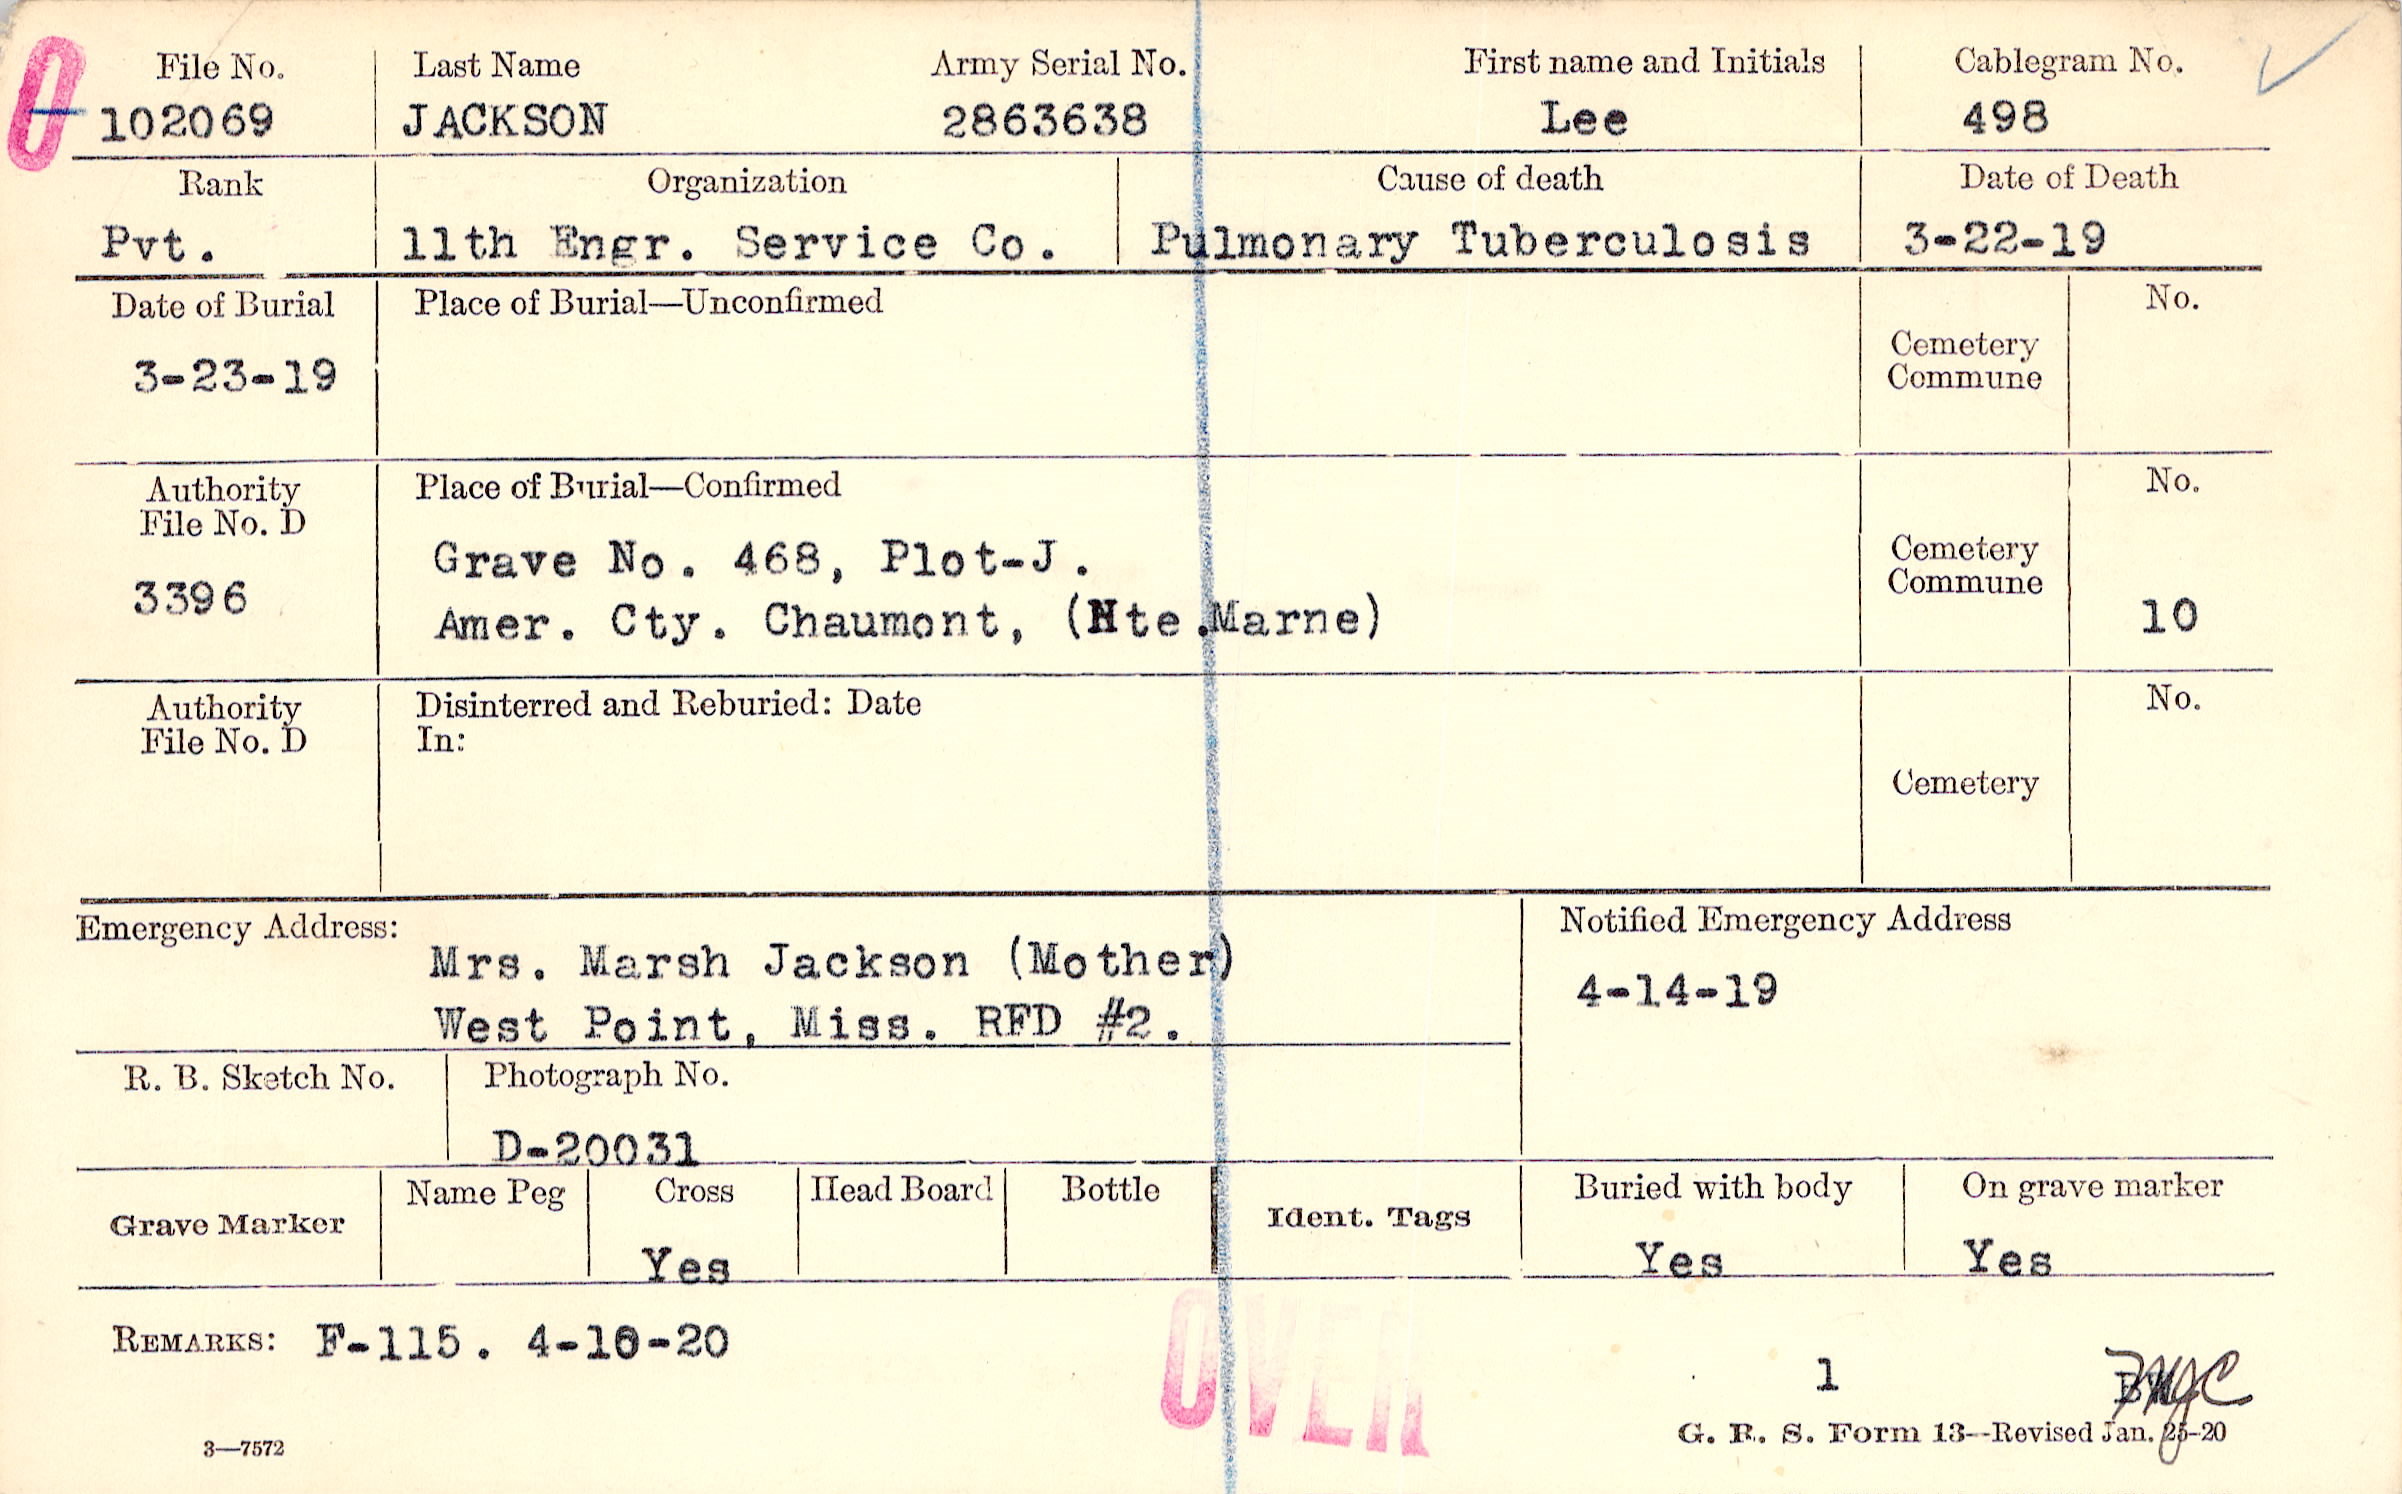 File No. Last Name Army Serial No. First name and Initials Cablegram No.
0 102069 JACKSON 2863638 Lee 498
Rank Organization Cause of death Date of Death
Pvt. 11th Engr. Service Co. Pulmonary Tuberculosis 3-22-19
Date of Burial Place of Burial—Unconfirmed No.
3-23-19 Cemetery
Commune
Authority Place of Burial—Confirmed No.
File No. D
Grave No. 468, Plot-J. Cemetery
3396 Commune
Amer. Cty. Chaumont, (Hte.Marne) 10
Authority Disinterred and Reburied: Date No.
File No. D In:
Cemetery
Emergency Address: Notified Emergency Address
Mrs. Marsh Jackson (Mother) 4-14-19
West Point, Miss. RFD #2.
R. B. Sketch No. Photograph No.
D-20031
Grave Marker Name Peg Cross Head Board Bottle Ident. Tags Buried with body On grave marker
Yes Yes Yes
REMARKS: F-115. 4-16-20
OVER
1
G. R. S. Form 13--Revised Jan. 25-20
3—7572